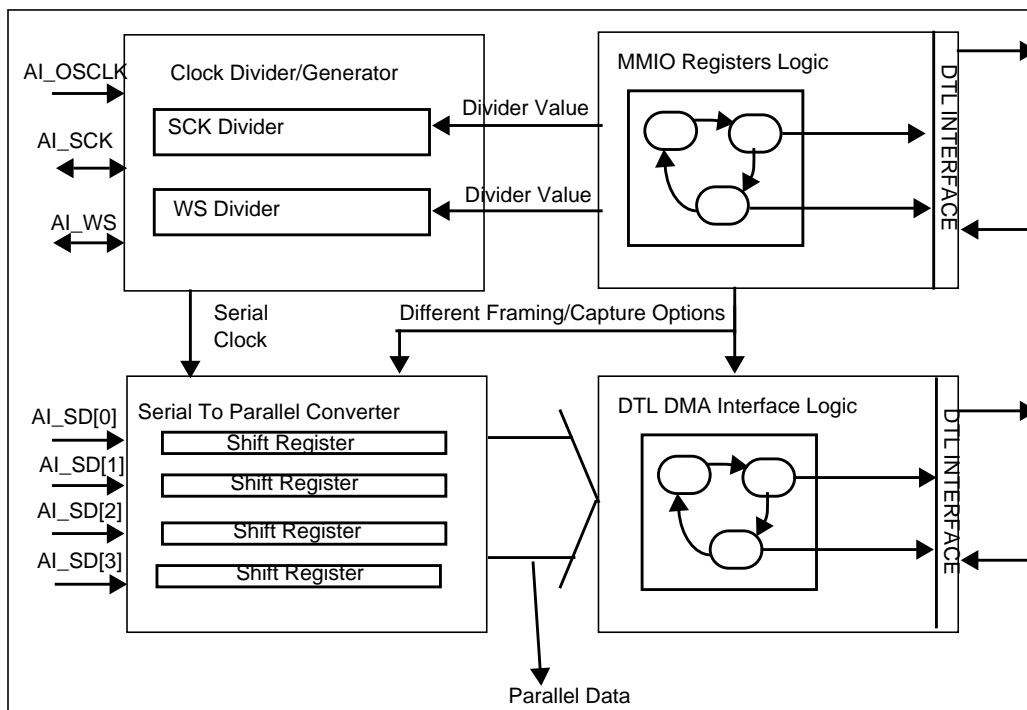 AI_OSCLK
Clock Divider/Generator
SCK Divider
AI_SCK
WS Divider
AI_WS
Divider Value
Divider Value
MMIO Registers Logic
DTL INTERFACE
Serial
Clock
Different Framing/Capture Options
AI_SD[0]
AI_SD[1]
AI_SD[2]
AI_SD[3]
Serial To Parallel Converter
Shift Register
Shift Register
Shift Register
Shift Register
DTL DMA Interface Logic
DTL INTERFACE
Parallel Data